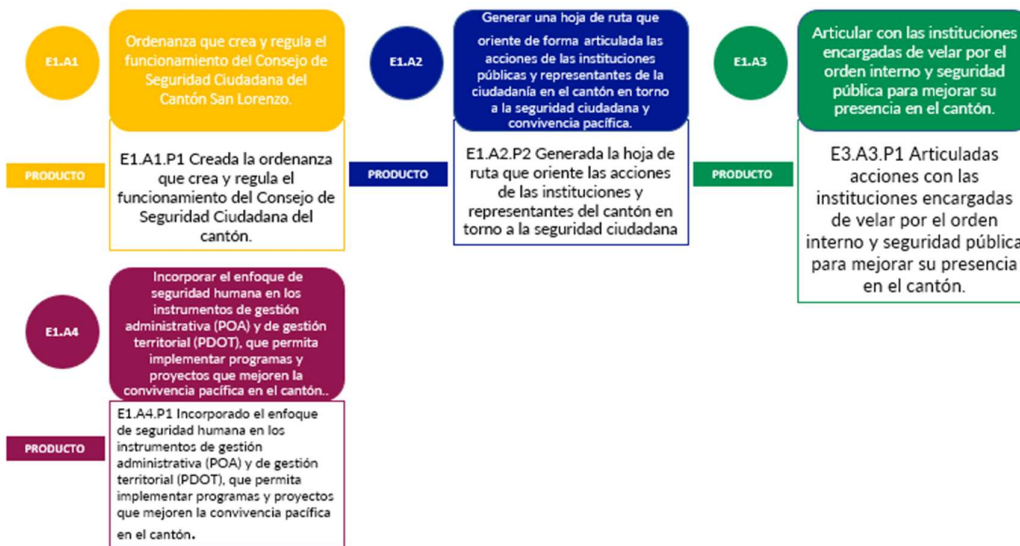 E1.A1
Ordenanza que crea y regula el
funcionamiento del Consejo de
Seguridad Ciudadana del
Cantón San Lorenzo.
PRODUCTO
E1.A1.P1 Creada la ordenanza
que crea y regula el
funcionamiento del Consejo de
Seguridad Ciudadana del
cantón.
E1.A2
Generar una hoja de ruta que
oriente de forma articulada las
acciones de las instituciones
públicas y representantes de la
ciudadanía en el cantón en torno
a la seguridad ciudadana y
convivencia pacífica.
PRODUCTO
E1.A2.P2 Generada la hoja de
ruta que oriente las acciones
de las instituciones y
representantes del cantón en
torno a la seguridad ciudadana
E1.A3
Articular con las instituciones
encargadas de velar por el
orden interno y seguridad
pública para mejorar su
presencia en el cantón.
PRODUCTO
E3.A3.P1 Articuladas
acciones con las
instituciones encargadas
de velar por el orden
interno y seguridad pública
para mejorar su presencia
en el cantón.
E1.A4
Incorporar el enfoque de
seguridad humana en los
instrumentos de gestión
administrativa (POA) y de gestión
territorial (PDOT), que permita
implementar programas y
proyectos que mejoren la
convivencia pacífica en el cantón..
PRODUCTO
E1.A4.P1 Incorporado el enfoque
de seguridad humana en los
instrumentos de gestión
administrativa (POA) y de gestión
territorial (PDOT), que permita
implementar programas y proyectos
que mejoren la convivencia pacífica
en el cantón.